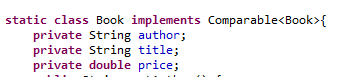 static class Book implements Comparable<Book>{
private String author;
private String title;
private double price;